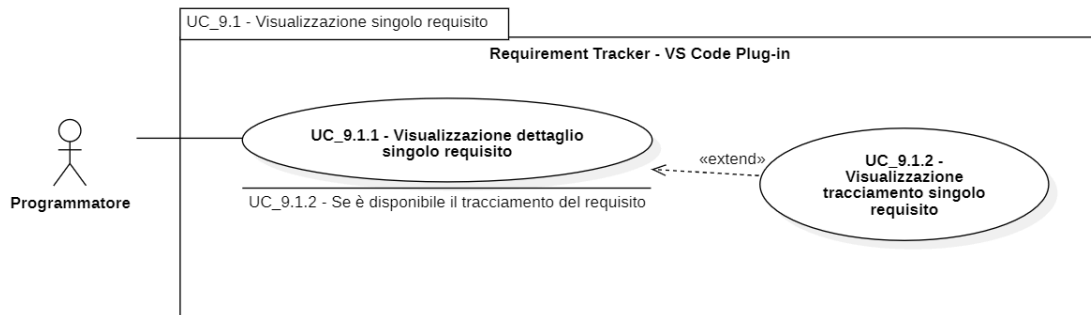 UC_9.1 - Visualizzazione singolo requisito
Requirement Tracker - VS Code Plug-in
UC_9.1.1 - Visualizzazione dettaglio
singolo requisito
«extend»
UC_9.1.2 -
Visualizzazione
tracciamento singolo
requisito
UC_9.1.2 - Se è disponibile il tracciamento del requisito
Programmatore